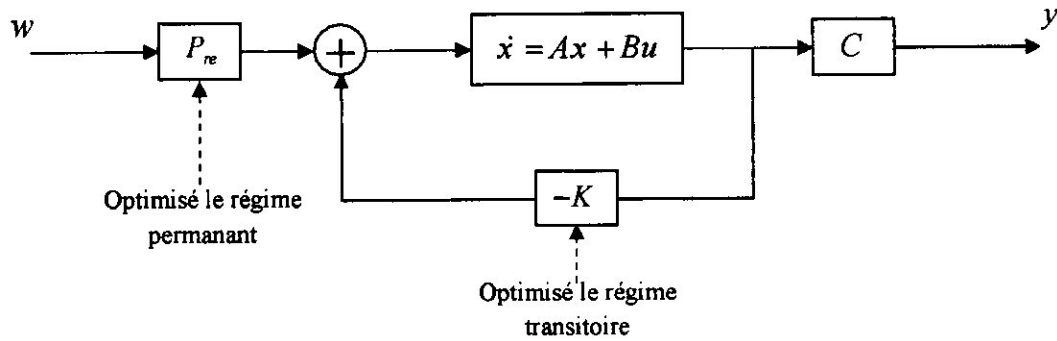 w
P_re
+
ẋ = Ax + Bu
C
y
−K
Optimisé le régime
permanant
Optimisé le régime
transitoire